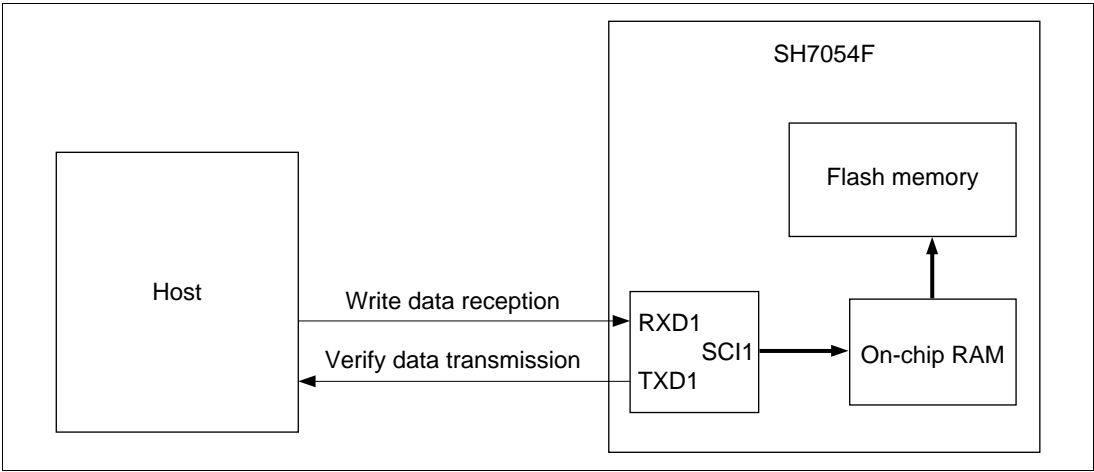 SH7054F
Flash memory
Host
Write data reception
RXD1
SCI1
On-chip RAM
Verify data transmission
TXD1